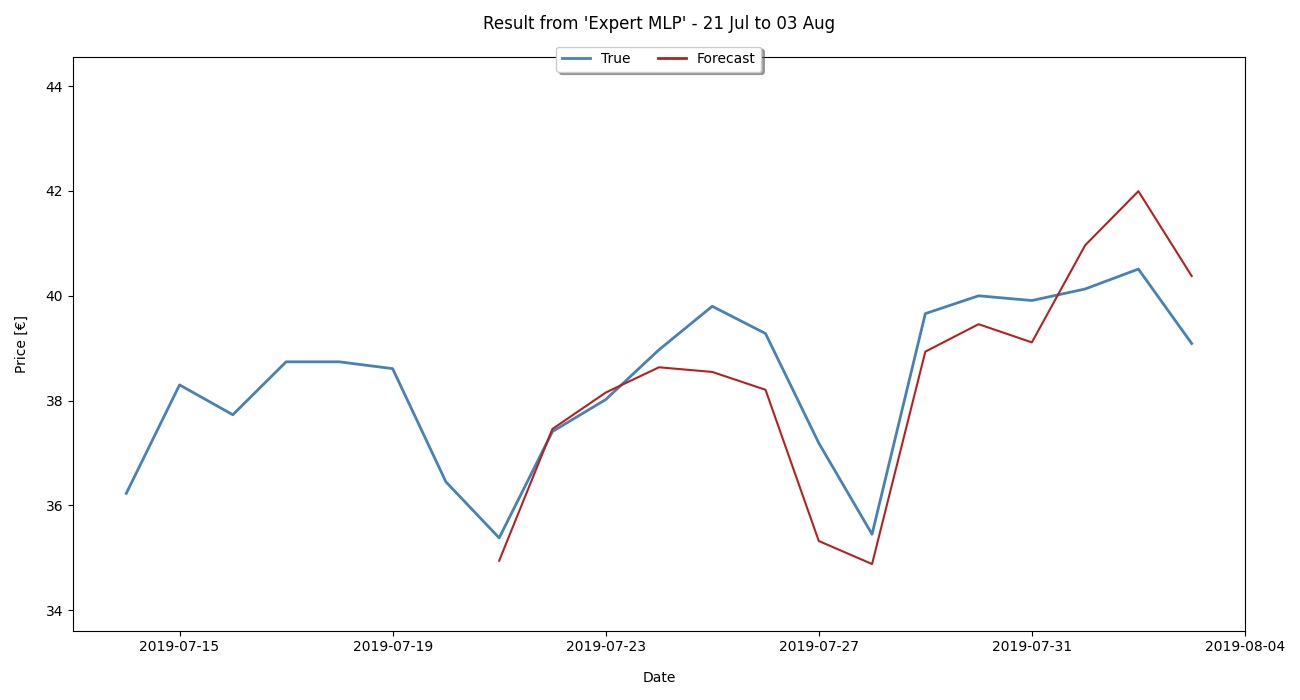 Result from 'Expert MLP' - 21 Jul to 03 Aug
True Forecast
44
42
40
38
36
34
Price [€]
2019-07-15 2019-07-19 2019-07-23 2019-07-27 2019-07-31 2019-08-04
Date